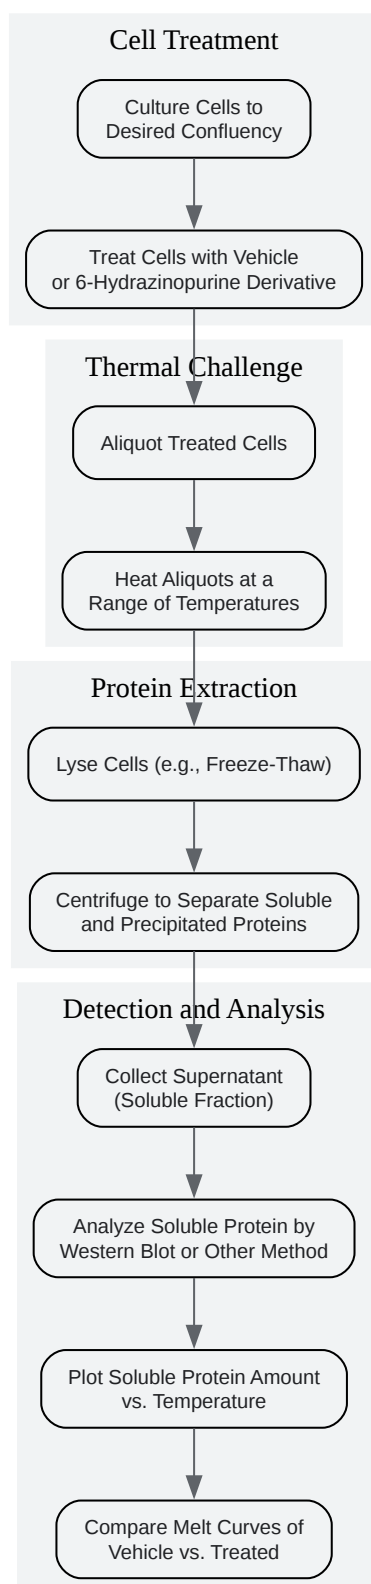 Cell Treatment
Culture Cells to
Desired Confluency
Treat Cells with Vehicle
or 6-Hydrazinopurine Derivative
Thermal Challenge
Aliquot Treated Cells
Heat Aliquots at a
Range of Temperatures
Protein Extraction
Lyse Cells (e.g., Freeze-Thaw)
Centrifuge to Separate Soluble
and Precipitated Proteins
Detection and Analysis
Collect Supernatant
(Soluble Fraction)
Analyze Soluble Protein by
Western Blot or Other Method
Plot Soluble Protein Amount
vs. Temperature
Compare Melt Curves of
Vehicle vs. Treated